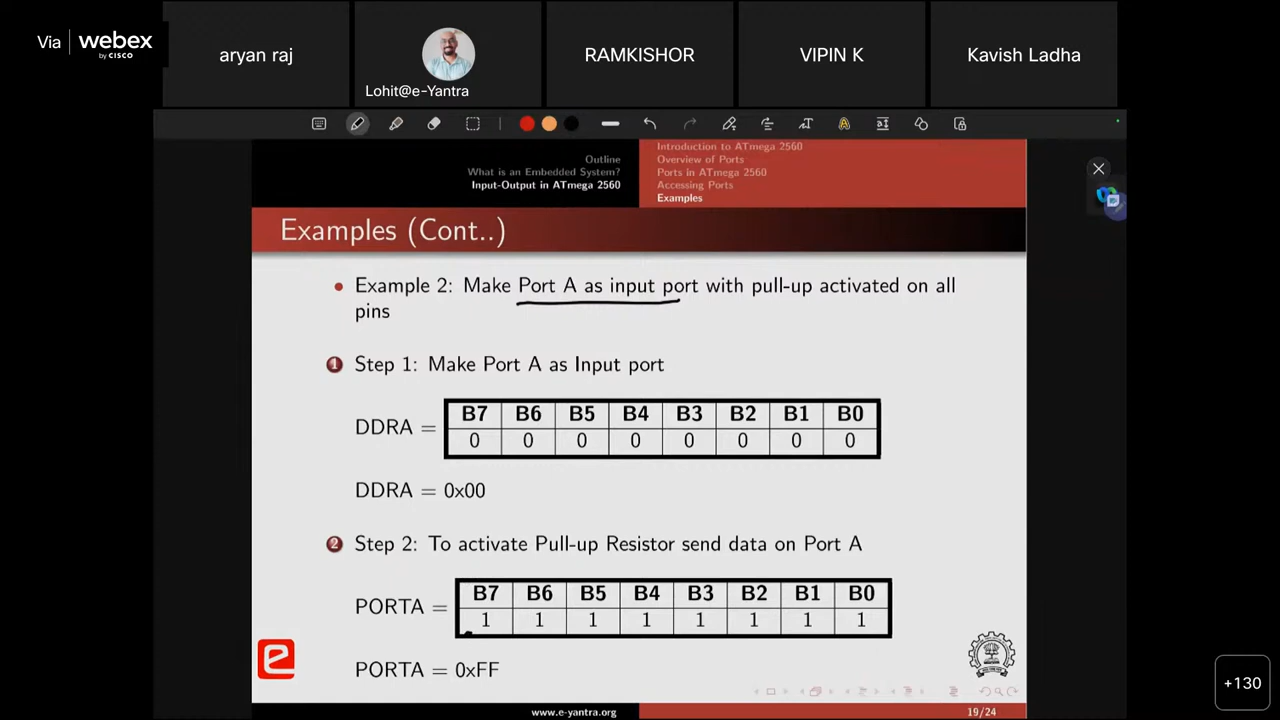 Via webex
by CISCO
aryan raj
Lohit@e-Yantra
RAMKISHOR
VIPIN K
Kavish Ladha
Outline
What is an Embedded System?
Input-Output in ATmega 2560
Introduction to ATmega 2560
Overview of Ports
Ports in ATmega 2560
Accessing Ports
Examples
Examples (Cont..)
Example 2: Make Port A as input port with pull-up activated on all
pins
1 Step 1: Make Port A as Input port
B7 B6 B5 B4 B3 B2 B1 B0
DDRA =
0 0 0 0 0 0 0 0
DDRA = 0x00
2 Step 2: To activate Pull-up Resistor send data on Port A
B7 B6 B5 B4 B3 B2 B1 B0
PORTA =
1 1 1 1 1 1 1 1
PORTA = 0xFF
www.e-yantra.org
19/24
+130